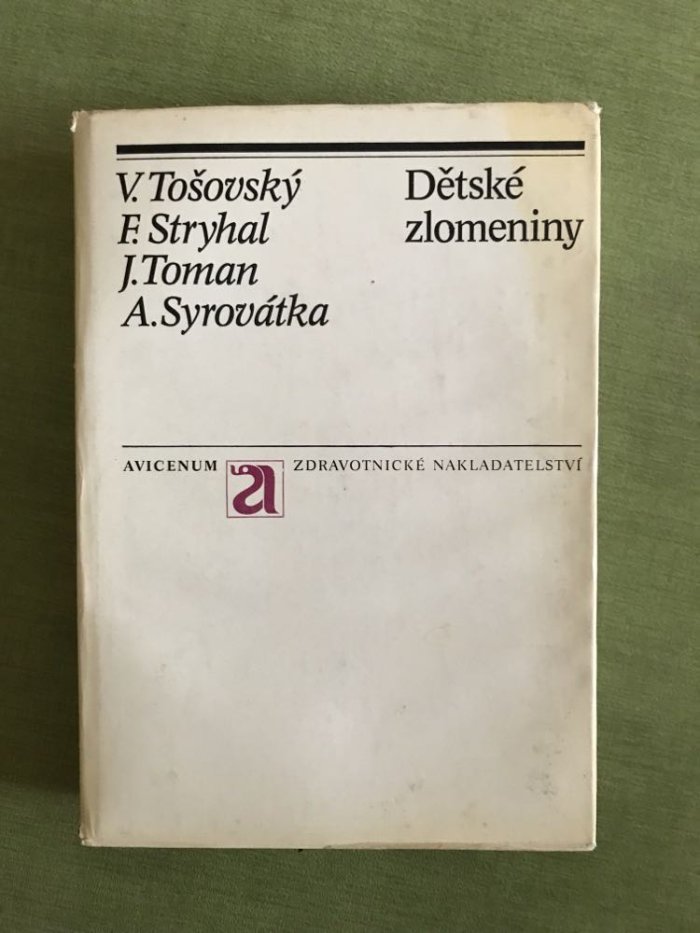 V. Tošovský
F. Stryhal
J. Toman
A. Syrovátka
Dětské
zlomeniny
AVICENUM a ZDRAVOTNICKÉ NAKLADATELSTVÍ